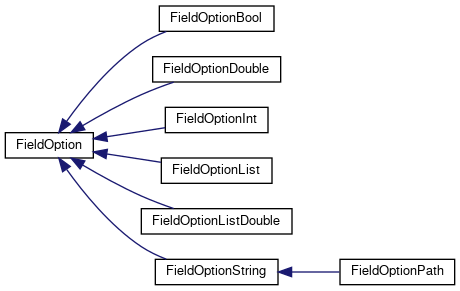 FieldOptionBool
FieldOptionDouble
FieldOptionInt
FieldOption
FieldOptionList
FieldOptionListDouble
FieldOptionString
FieldOptionPath